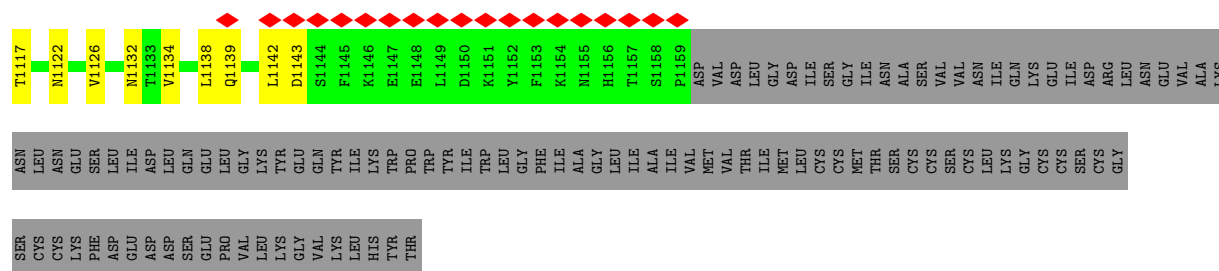 T1117 N1122 V1126 N1132 T1133 V1134 L1138 Q1139 L1142 D1143 S1144 F1145 K1146 E1147 E1148 L1149 D1150 K1151 Y1152 F1153 K1154 N1155 H1156 T1157 S1158 P1159 ASP VAL ASP LEU GLY ASP ILE SER GLY ILE ASN ALA SER VAL VAL ASN ILE GLN LYS GLU ILE ASP ARG LEU ASN GLU VAL ALA LYS
ASN LEU ASN GLU SER LEU ILE ASP LEU GLN GLU LEU GLY LYS TYR GLU GLN TYR ILE LYS TRP PRO TRP TYR ILE TRP LEU GLY PHE ILE ALA GLY LEU ILE ALA ILE VAL MET VAL THR ILE MET LEU CYS CYS MET THR SER CYS CYS SER CYS LEU LYS GLY CYS CYS SER CYS GLY
SER CYS CYS LYS PHE ASP GLU ASP ASP SER GLU PRO VAL LEU LYS GLY VAL LYS LEU HIS TYR THR